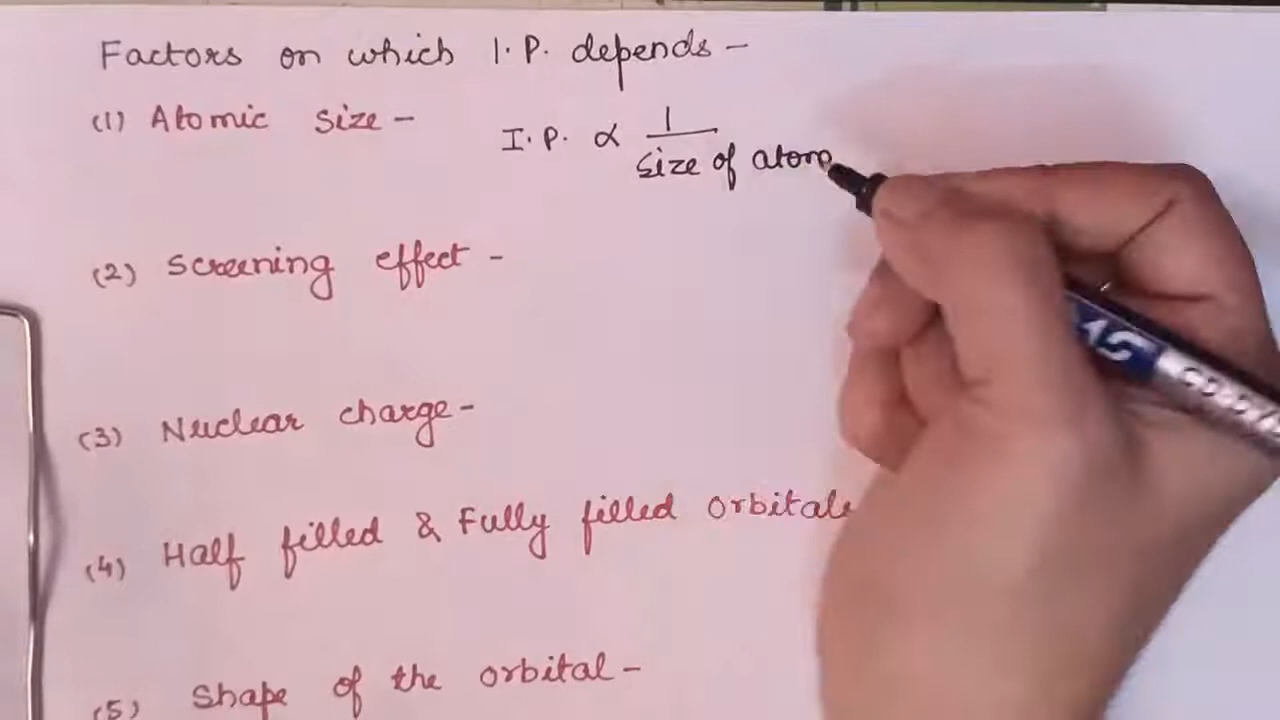 Factors on which I.P. depends -
(1) Atomic size - I.P. ∝ 1 / size of atom
(2) Screening effect -
(3) Nuclear charge -
(4) Half filled & Fully filled orbitals
(5) Shape of the orbital -